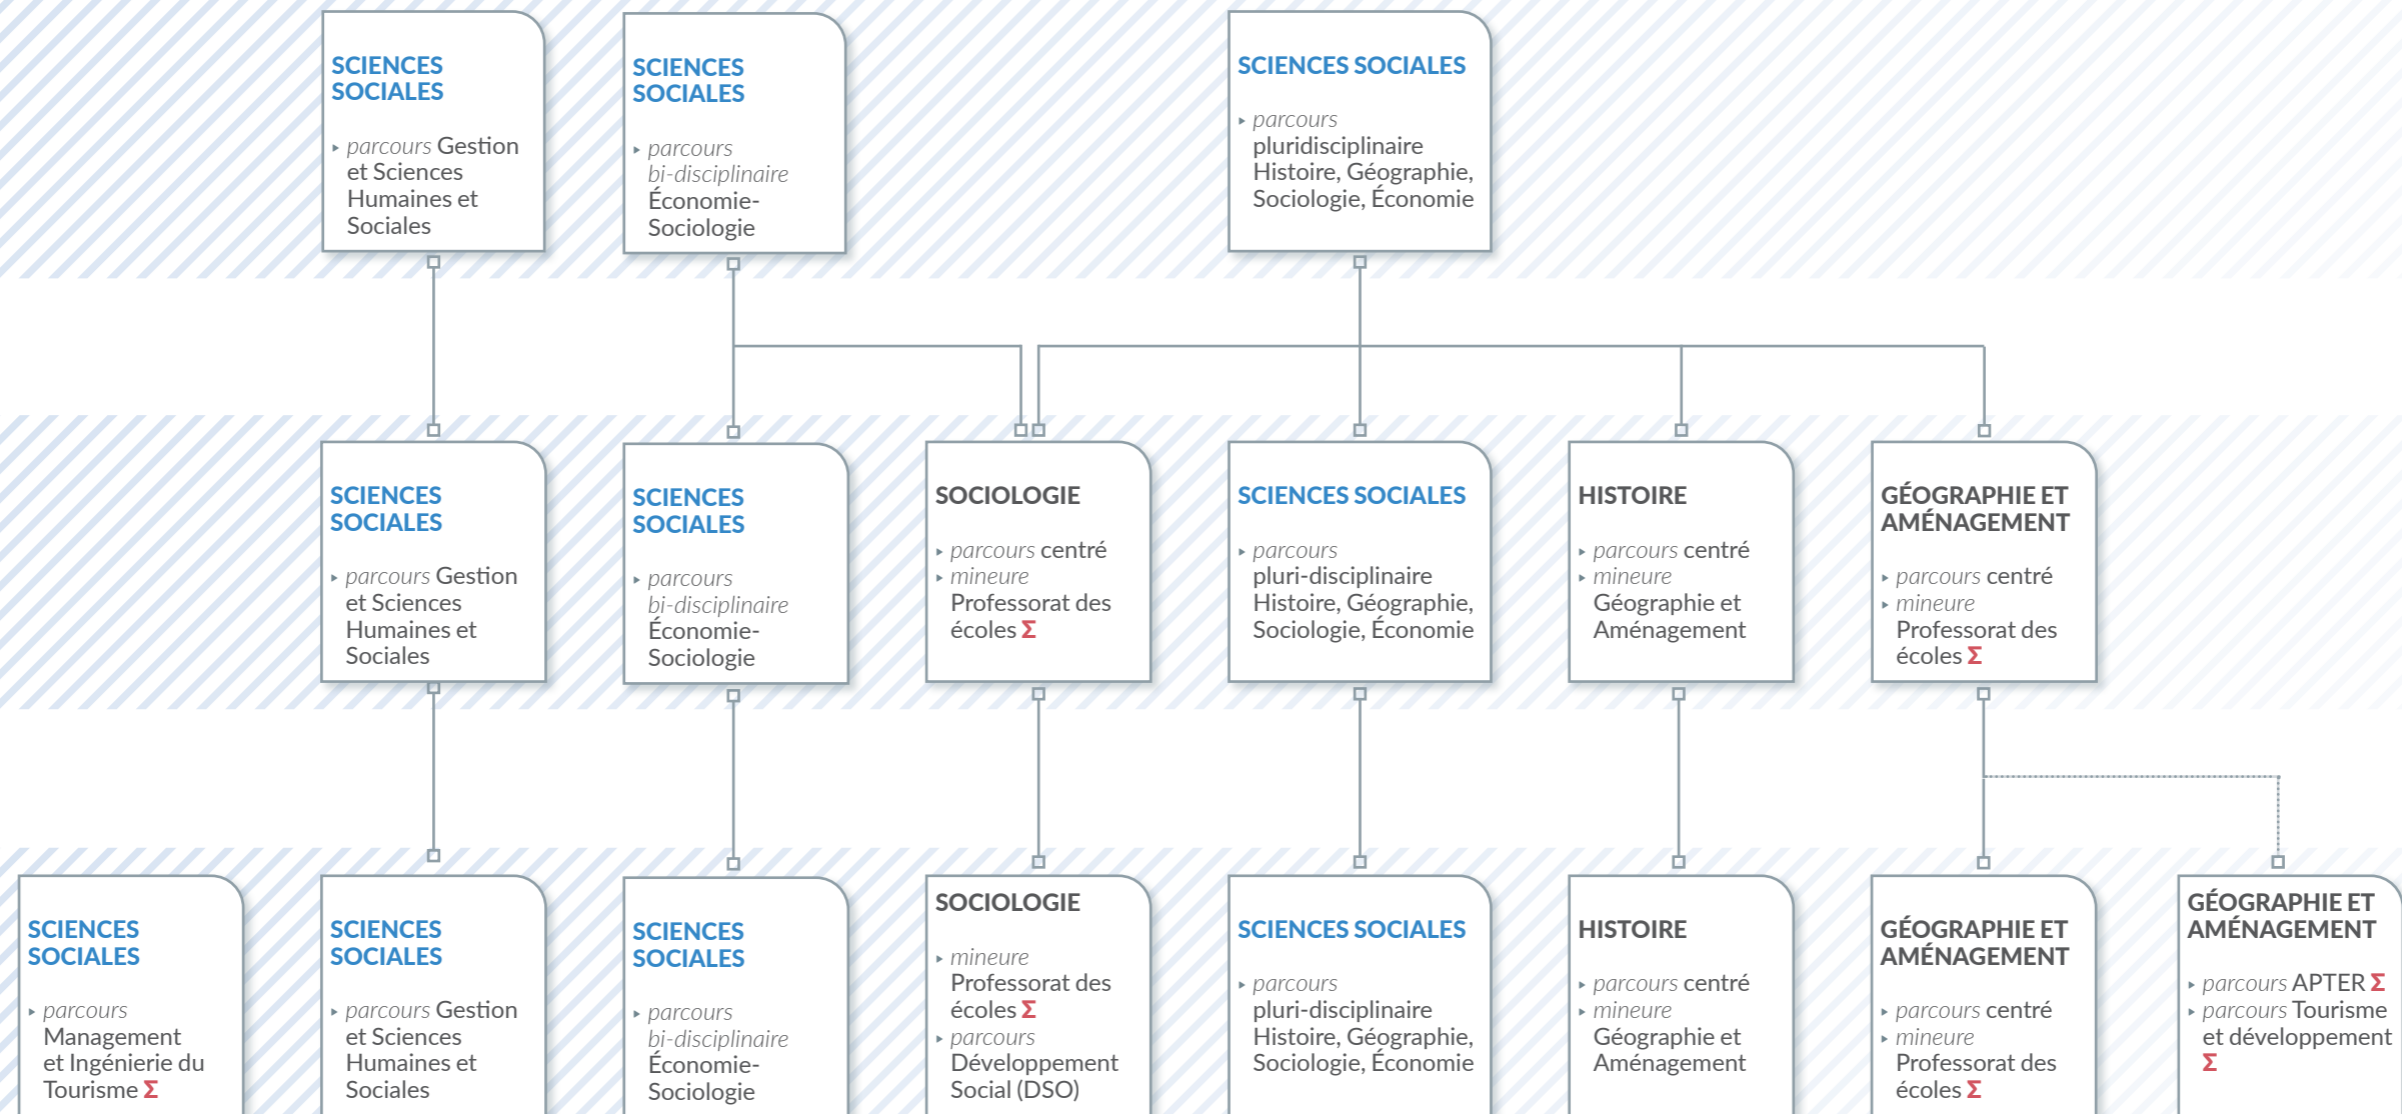 SCIENCES
SOCIALES
▸ parcours Gestion
et Sciences
Humaines et
Sociales
SCIENCES
SOCIALES
▸ parcours
bi-disciplinaire
Économie-
Sociologie
SCIENCES SOCIALES
▸ parcours
pluridisciplinaire
Histoire, Géographie,
Sociologie, Économie
SCIENCES
SOCIALES
▸ parcours Gestion
et Sciences
Humaines et
Sociales
SCIENCES
SOCIALES
▸ parcours
bi-disciplinaire
Économie-
Sociologie
SOCIOLOGIE
▸ parcours centré
▸ mineure
Professorat des
écoles Σ
SCIENCES SOCIALES
▸ parcours
pluri-disciplinaire
Histoire, Géographie,
Sociologie, Économie
HISTOIRE
▸ parcours centré
▸ mineure
Géographie et
Aménagement
GÉOGRAPHIE ET
AMÉNAGEMENT
▸ parcours centré
▸ mineure
Professorat des
écoles Σ
SCIENCES
SOCIALES
▸ parcours
Management
et Ingénierie du
Tourisme Σ
SCIENCES
SOCIALES
▸ parcours Gestion
et Sciences
Humaines et
Sociales
SCIENCES
SOCIALES
▸ parcours
bi-disciplinaire
Économie-
Sociologie
SOCIOLOGIE
▸ mineure
Professorat des
écoles Σ
▸ parcours
Développement
Social (DSO)
SCIENCES SOCIALES
▸ parcours
pluri-disciplinaire
Histoire, Géographie,
Sociologie, Économie
HISTOIRE
▸ parcours centré
▸ mineure
Géographie et
Aménagement
GÉOGRAPHIE ET
AMÉNAGEMENT
▸ parcours centré
▸ mineure
Professorat des
écoles Σ
GÉOGRAPHIE ET
AMÉNAGEMENT
▸ parcours APTER Σ
▸ parcours Tourisme
et développement
Σ